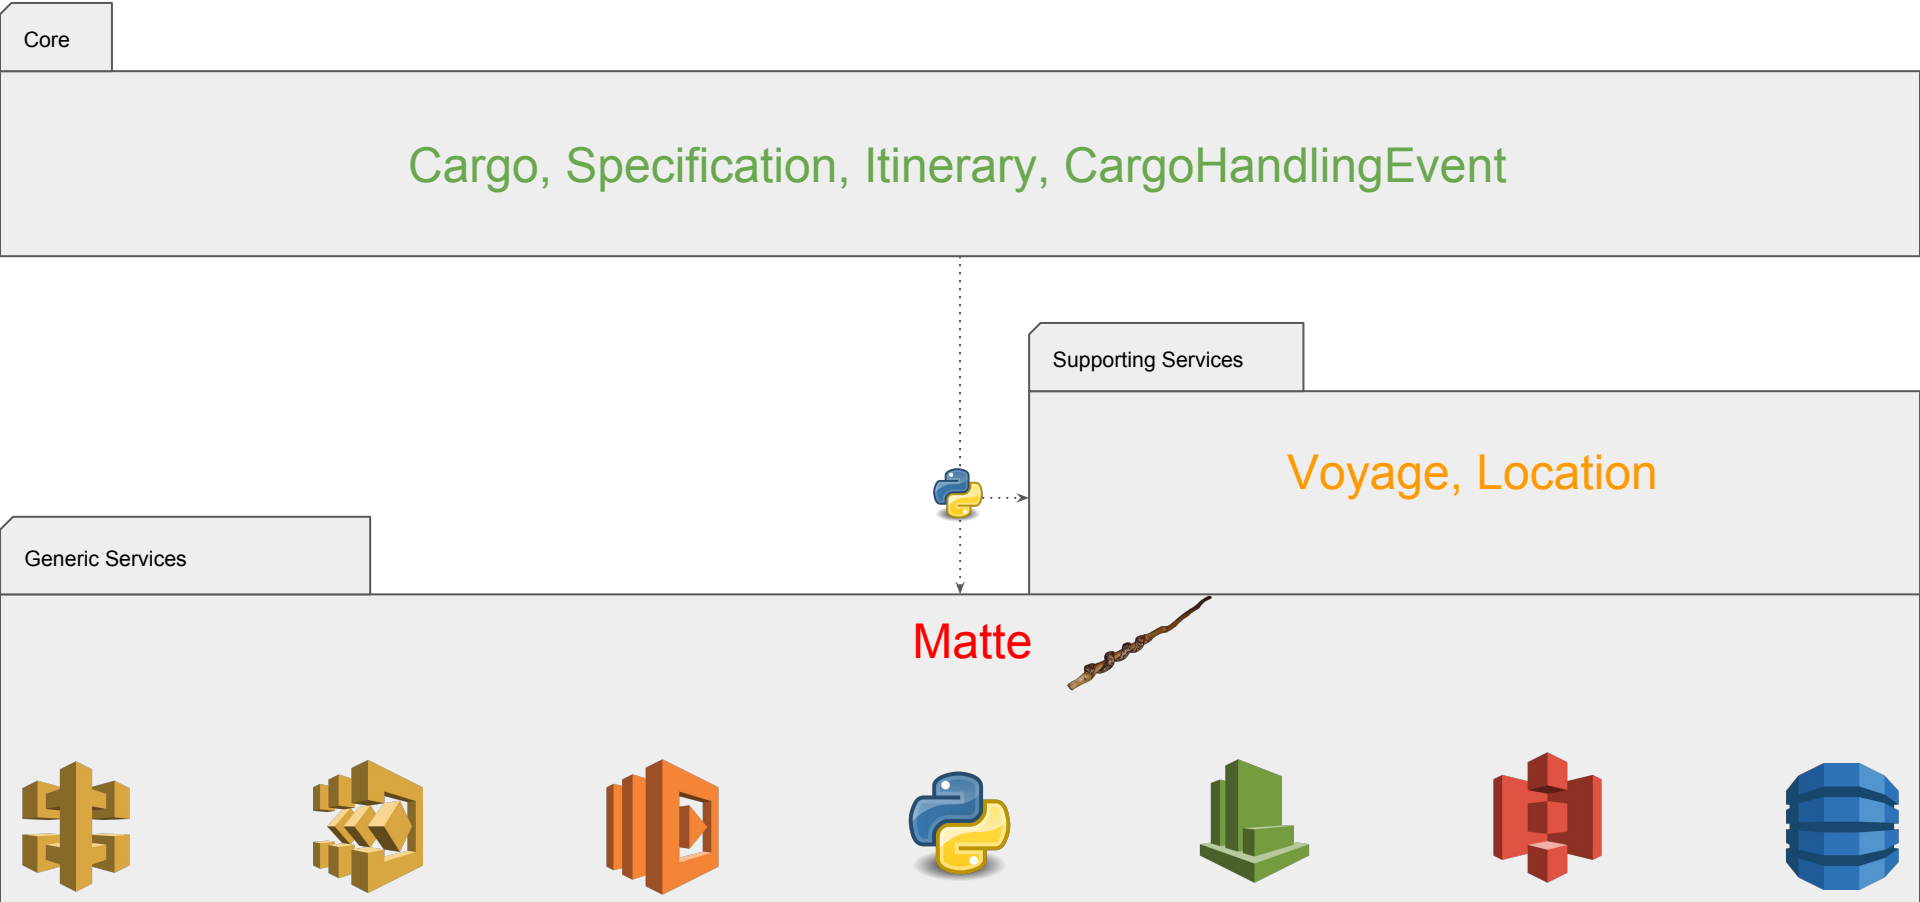 Core
Cargo, Specification, Itinerary, CargoHandlingEvent
Supporting Services
Voyage, Location
Generic Services
Matte